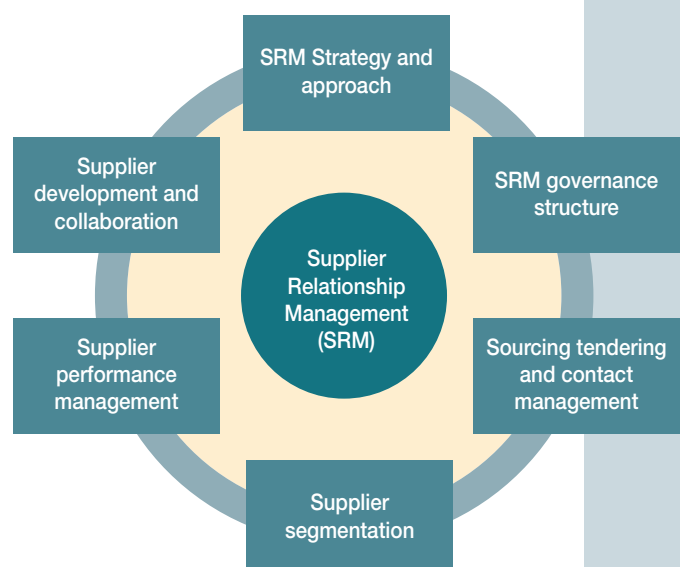 SRM Strategy and
approach
Supplier
development and
collaboration
SRM governance
structure
Supplier
Relationship
Management
(SRM)
Supplier
performance
management
Sourcing tendering
and contact
management
Supplier
segmentation